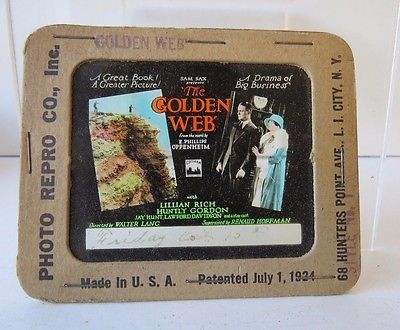 GOLDEN WEB
PHOTO REPRO CO., Inc.
A Great Book!
A Greater Picture!
SAM SAX
presents
A Drama of
Big Business
"The
GOLDEN
WEB"
from the novel by
E. PHILLIPS
OPPENHEIM
with
LILLIAN RICH
HUNTLY GORDON
JAY HUNT, LAWFORD DAVIDSON
Directed by WALTER LANG
Supervised by RENAUD HOFFMAN
Friday
Made in U. S. A. Patented July 1, 1924
68 HUNTERS POINT AVE., L. I. CITY, N. Y.